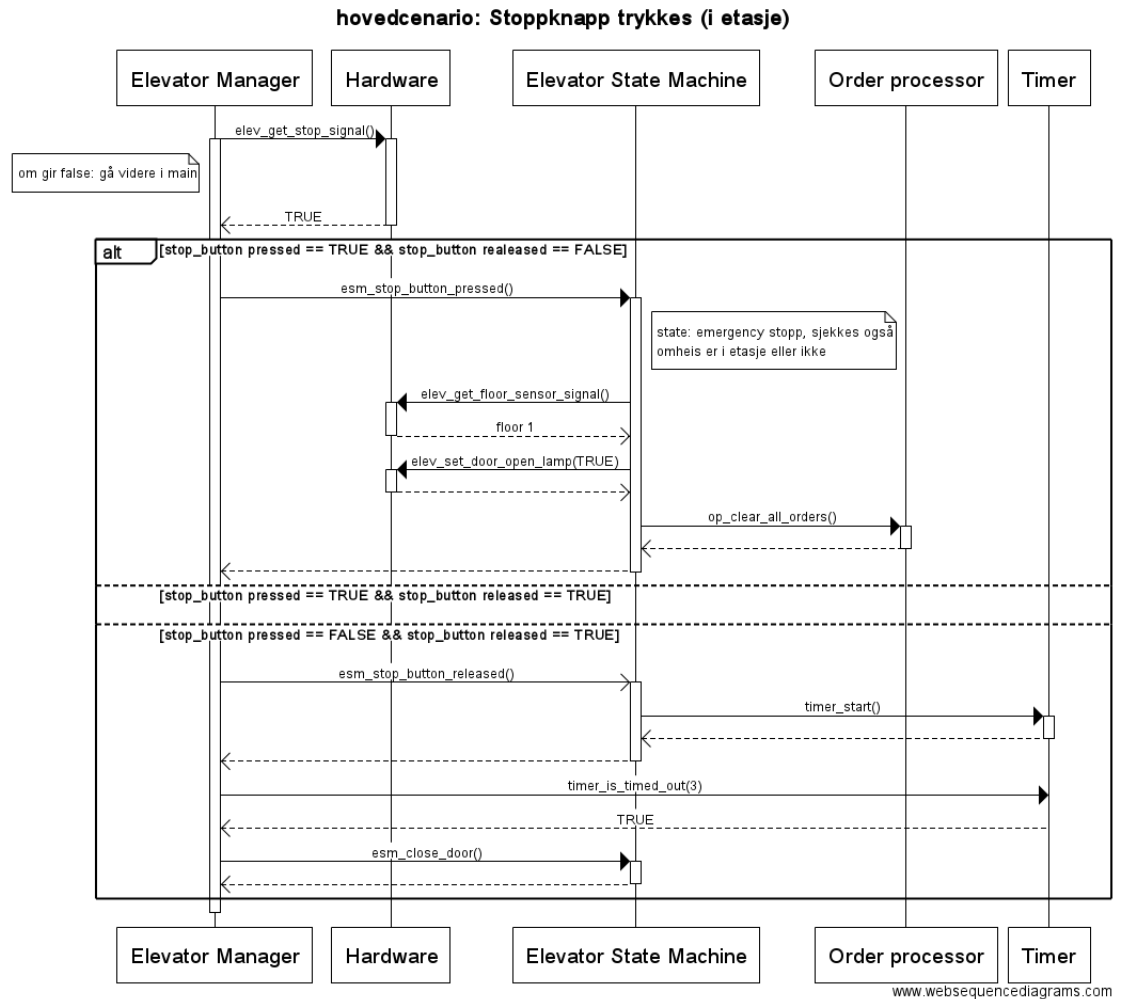 hovedcenario: Stoppknapp trykkes (i etasje)
Elevator Manager
Hardware
Elevator State Machine
Order processor
Timer
elev_get_stop_signal()
om gir false: gå videre i main
TRUE
alt
[stop_button pressed == TRUE && stop_button realeased == FALSE]
esm_stop_button_pressed()
state: emergency stopp, sjekkes også
omheis er i etasje eller ikke
elev_get_floor_sensor_signal()
floor 1
elev_set_door_open_lamp(TRUE)
op_clear_all_orders()
[stop_button pressed == TRUE && stop_button released == TRUE]
[stop_button pressed == FALSE && stop_button released == TRUE]
esm_stop_button_released()
timer_start()
timer_is_timed_out(3)
TRUE
esm_close_door()
Elevator Manager
Hardware
Elevator State Machine
Order processor
Timer
www.websequencediagrams.com